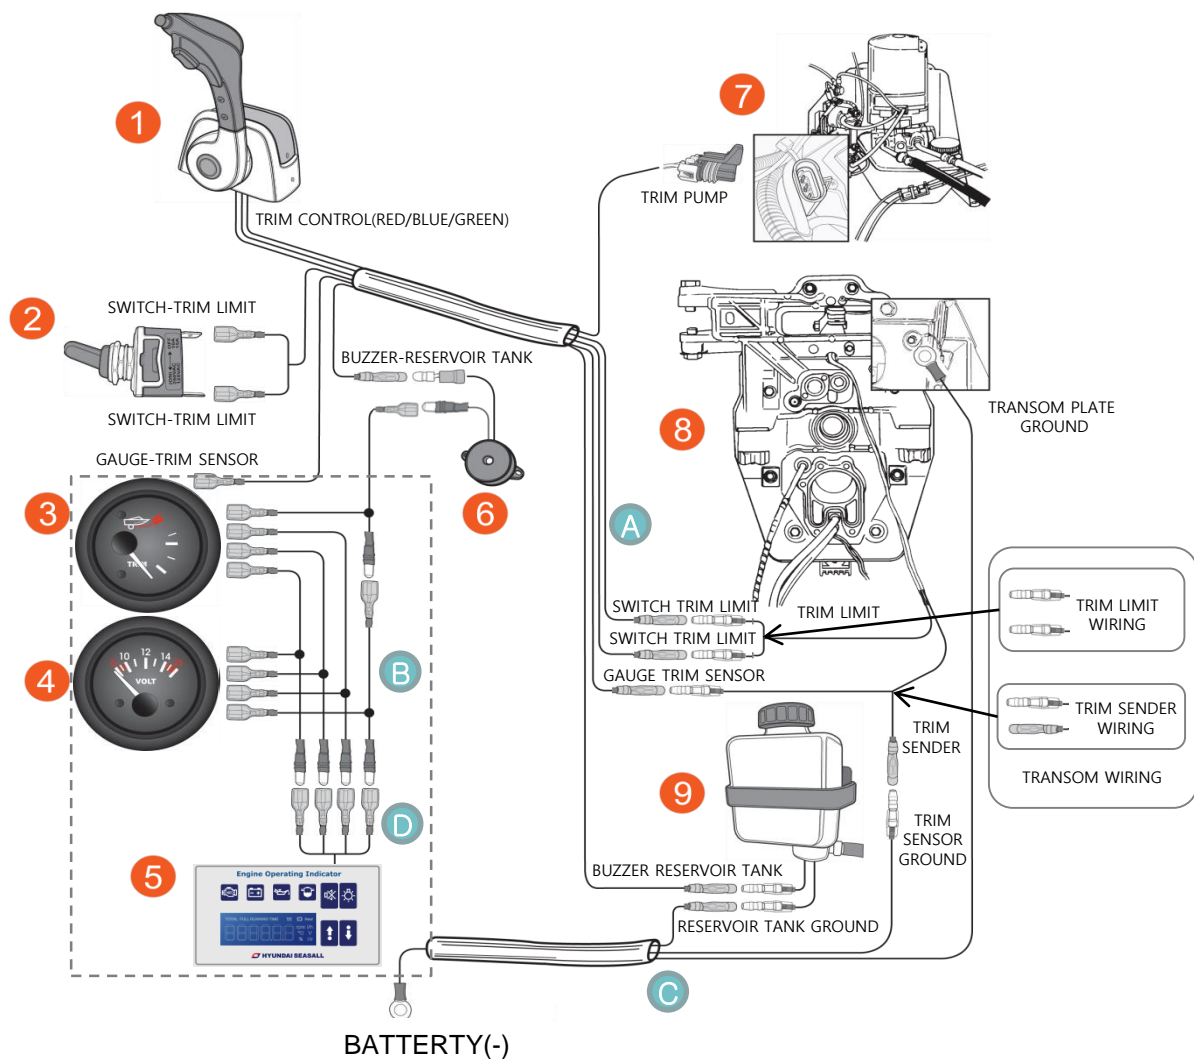 1
TRIM CONTROL(RED/BLUE/GREEN)
7
TRIM PUMP
2
SWITCH-TRIM LIMIT
SWITCH-TRIM LIMIT
BUZZER-RESERVOIR TANK
6
8
TRANSOM PLATE
GROUND
GAUGE-TRIM SENSOR
3
TRIM
A
4
10 12 14
VOLT
B
SWITCH TRIM LIMIT
SWITCH TRIM LIMIT
TRIM LIMIT
GAUGE TRIM SENSOR
TRIM LIMIT
WIRING
TRIM SENDER
WIRING
TRANSOM WIRING
TRIM
SENDER
9
TRIM
SENSOR
GROUND
D
5
Engine Operating Indicator
HYUNDAI SEASALL
BUZZER RESERVOIR TANK
RESERVOIR TANK GROUND
C
BATTERTY(-)